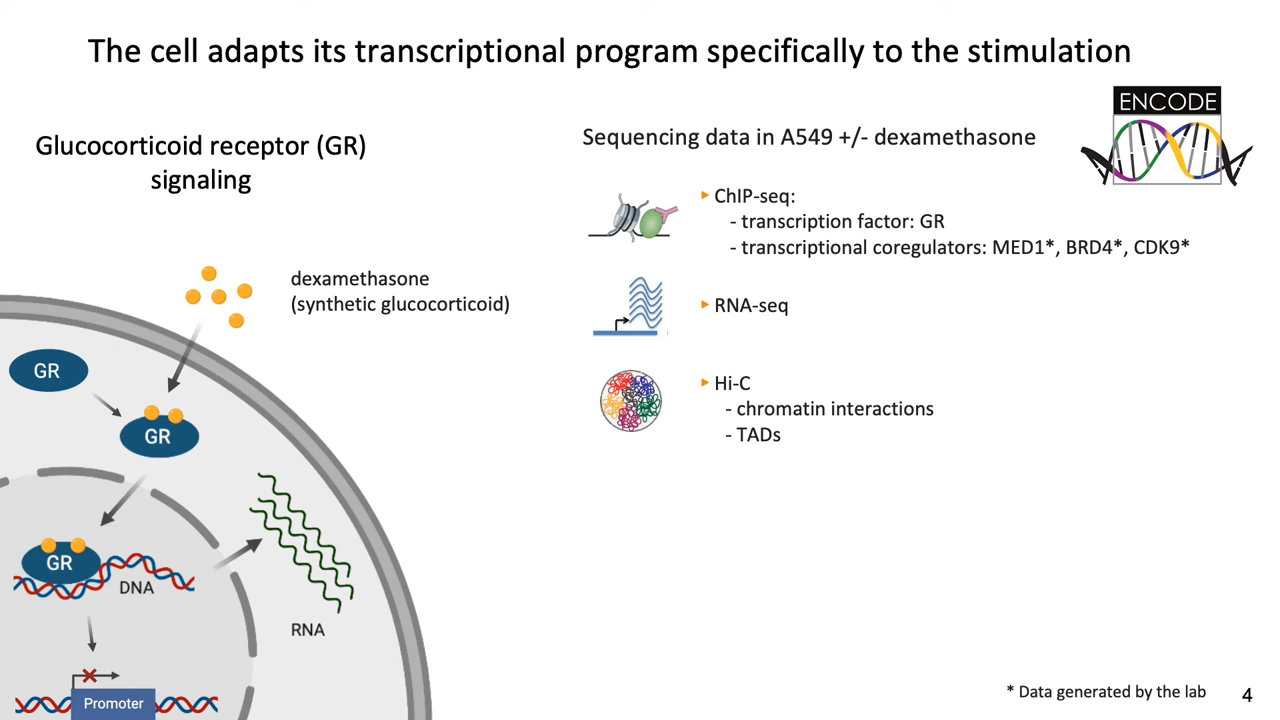 The cell adapts its transcriptional program specifically to the stimulation
ENCODE
Glucocorticoid receptor (GR)
signaling
dexamethasone
(synthetic glucocorticoid)
GR
GR
GR
DNA
RNA
Promoter
Sequencing data in A549 +/- dexamethasone
ChIP-seq:
- transcription factor: GR
- transcriptional coregulators: MED1*, BRD4*, CDK9*
RNA-seq
Hi-C
- chromatin interactions
- TADs
* Data generated by the lab
4